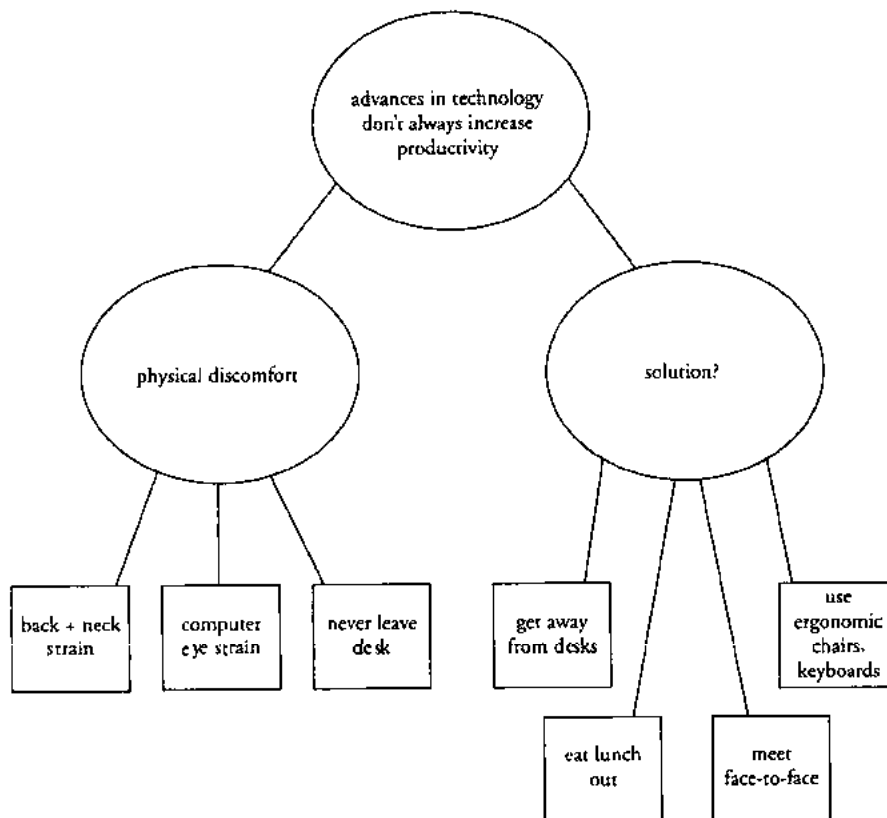 advances in technology
don't always increase
productivity
physical discomfort
solution?
back + neck
strain
computer
eye strain
never leave
desk
get away
from desks
use
ergonomic
chairs,
keyboards
eat lunch
out
meet
face-to-face